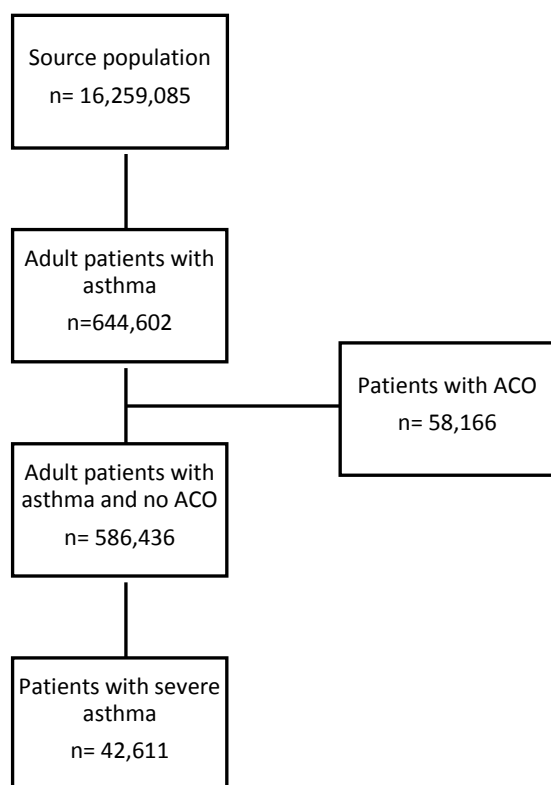 Source population
n= 16,259,085
Adult patients with
asthma
n=644,602
Patients with ACO
n= 58,166
Adult patients with
asthma and no ACO
n= 586,436
Patients with severe
asthma
n= 42,611